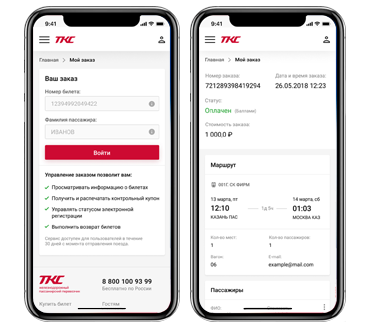 9:41
ТКС
Главная > Мой заказ
Ваш заказ
Номер билета:
12394992049422
Фамилия пассажира:
ИВАНОВ
Войти
Управление заказом позволит вам:
Просматривать информацию о билетах
Получить и распечатать контрольный купон
Управлять статусом электронной
регистрации
Выполнить возврат билетов
Сервис доступен для пользователей в течение
30 дней с момента отправления поезда.
ТКС
8 800 100 93 99
Бесплатно по России
Купить билет
Гостям
9:41
ТКС
Главная > Мой заказ
Номер заказа:
Дата и время заказа:
721289398419294
26.05.2018 12:23
Статус:
Оплачен
Стоимость заказа:
1 000,0 ₽
Маршрут
001Г СК ФИРМ
13 марта, пт
14 марта, сб
12:10
1д 5ч
01:03
КАЗАНЬ ПАС
МОСКВА КАЗ
Кол-во мест:
Кол-во пассажиров:
1
1
Вагон:
E-mail:
06
example@mail.com
Пассажиры
ФИО